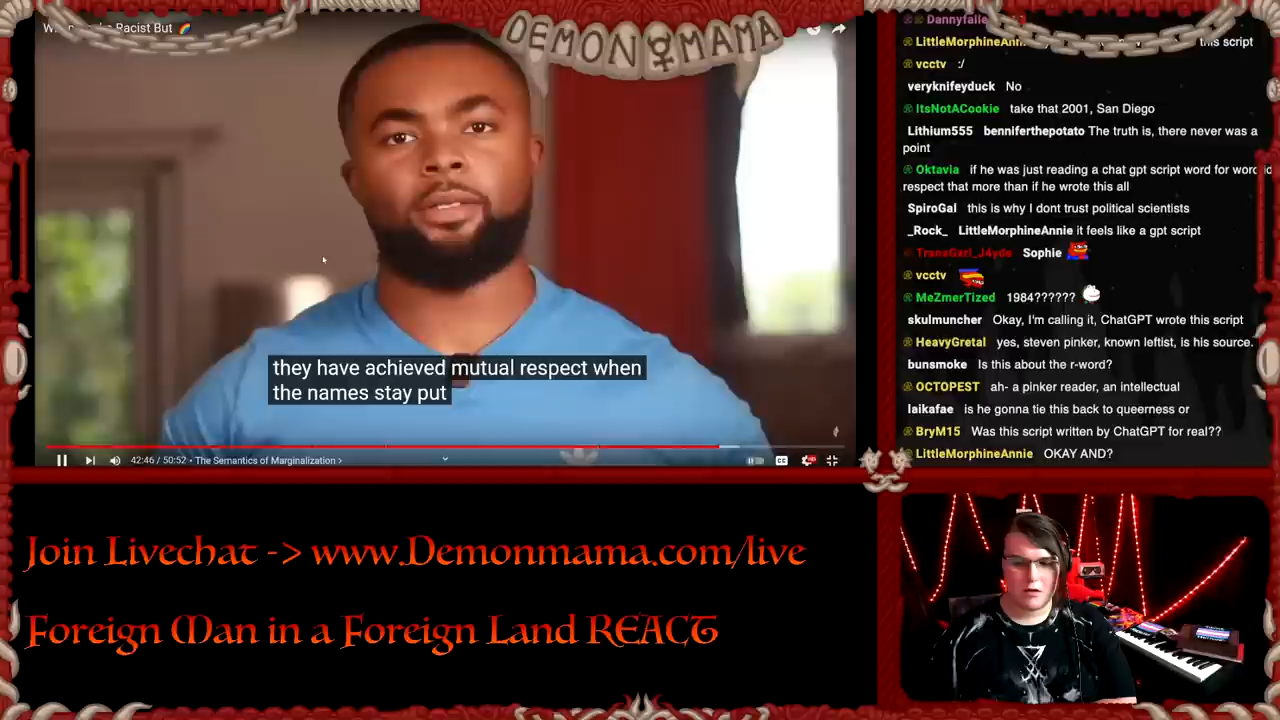 Racist But
DEMON MAMA
they have achieved mutual respect when
the names stay put
42:46 / 50:52 • The Semantics of Marginalization >
Dannyfalle
LittleMorphineAnn this script
vcctv :/
veryknifeyduck No
ItsNotACookie take that 2001, San Diego
Lithium555 benniferthepotato The truth is, there never was a
point
Oktavia if he was just reading a chat gpt script word for word id
respect that more than if he wrote this all
SpiroGal this is why I dont trust political scientists
_Rock_ LittleMorphineAnnie it feels like a gpt script
TransGxrl_J4yde Sophie
vcctv
MeZmerTized 1984??????
skulmuncher Okay, I'm calling it, ChatGPT wrote this script
HeavyGretal yes, steven pinker, known leftist, is his source.
bunsmoke Is this about the r-word?
OCTOPEST ah- a pinker reader, an intellectual
laikafae is he gonna tie this back to queerness or
BryM15 Was this script written by ChatGPT for real??
LittleMorphineAnnie OKAY AND?
Join Livechat -> www.Demonmama.com/live
Foreign Man in a Foreign Land REACT